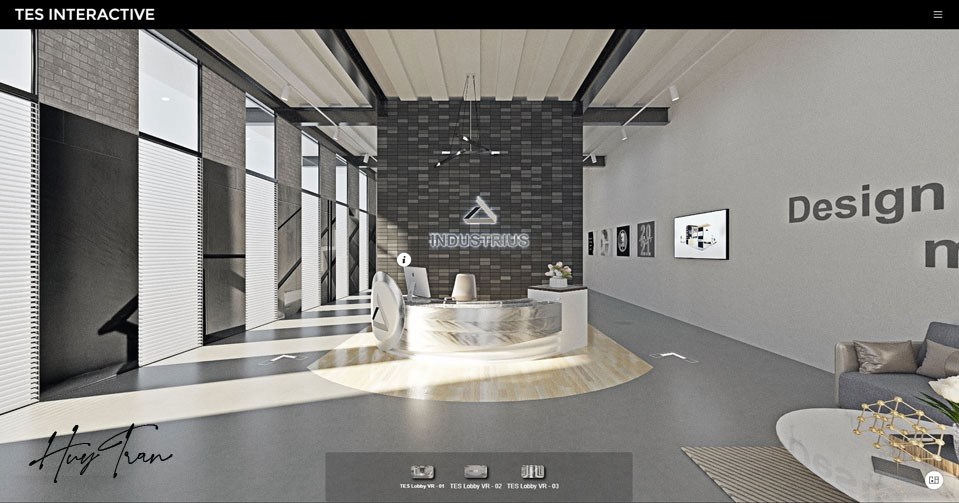 TES INTERACTIVE
Design
m
INDUSTRIUS
Huy Tran
TES Lobby VR - 01
TES Lobby VR - 02
TES Lobby VR - 03